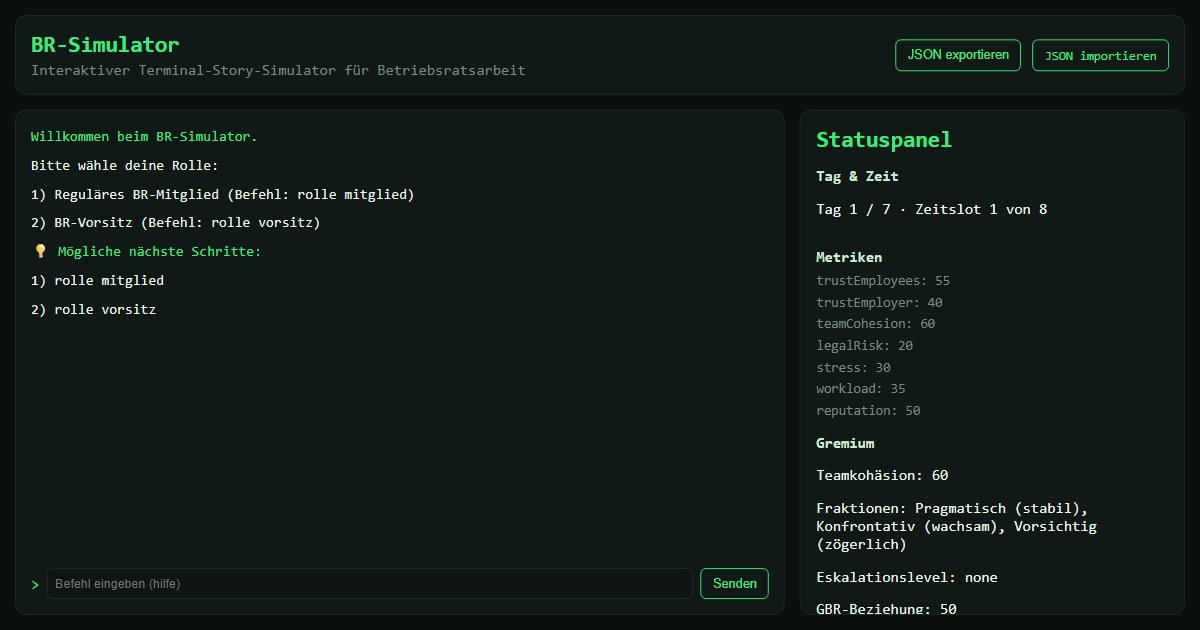 BR-Simulator
Interaktiver Terminal-Story-Simulator für Betriebsratsarbeit
JSON exportieren
JSON importieren
Willkommen beim BR-Simulator.
Bitte wähle deine Rolle:
1) Reguläres BR-Mitglied (Befehl: rolle mitglied)
2) BR-Vorsitz (Befehl: rolle vorsitz)
💡 Mögliche nächste Schritte:
1) rolle mitglied
2) rolle vorsitz
> Befehl eingeben (hilfe)
Senden
Statuspanel
Tag & Zeit
Tag 1 / 7 · Zeitslot 1 von 8
Metriken
trustEmployees: 55
trustEmployer: 40
teamCohesion: 60
legalRisk: 20
stress: 30
workload: 35
reputation: 50
Gremium
Teamkohäsion: 60
Fraktionen: Pragmatisch (stabil),
Konfrontativ (wachsam), Vorsichtig
(zögerlich)
Eskalationslevel: none
GBR-Beziehung: 50